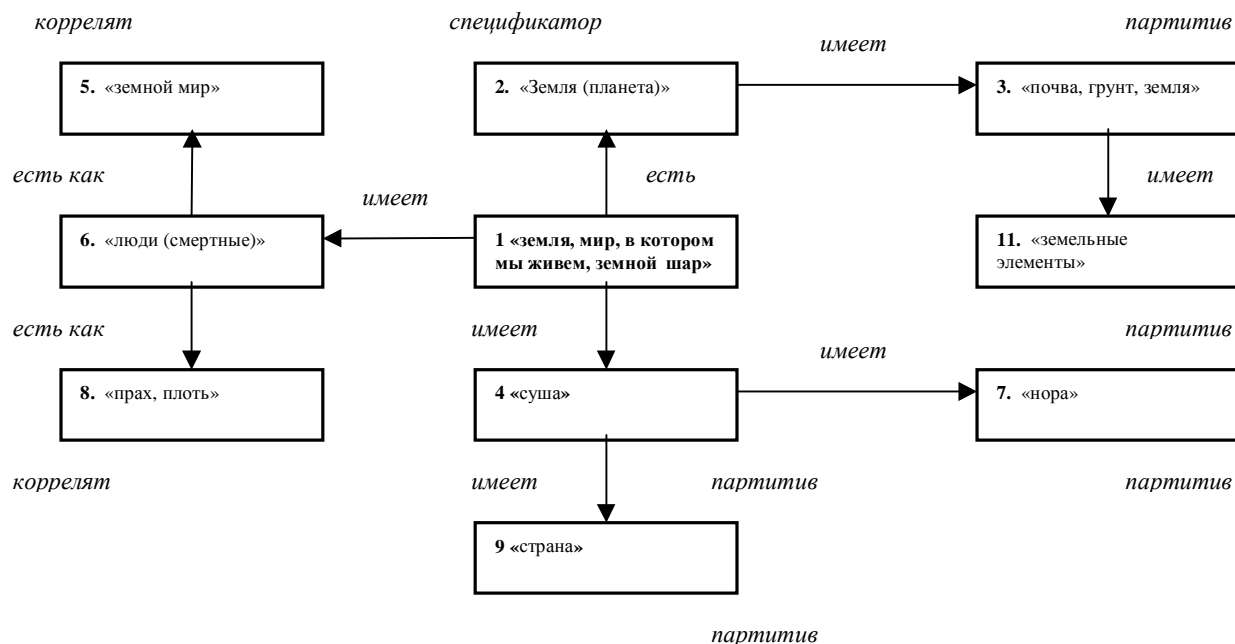 коррелят спецификатор партитив
имеет
5. «земной мир» 2. «Земля (планета)» 3. «почва, грунт, земля»
есть как есть имеет
имеет
6. «люди (смертные)» 1 «земля, мир, в котором мы живем, земной шар» 11. «земельные элементы»
есть как имеет партитив
имеет
8. «прах, плоть» 4 «суша» 7. «нора»
коррелят имеет партитив партитив
9 «страна»
партитив